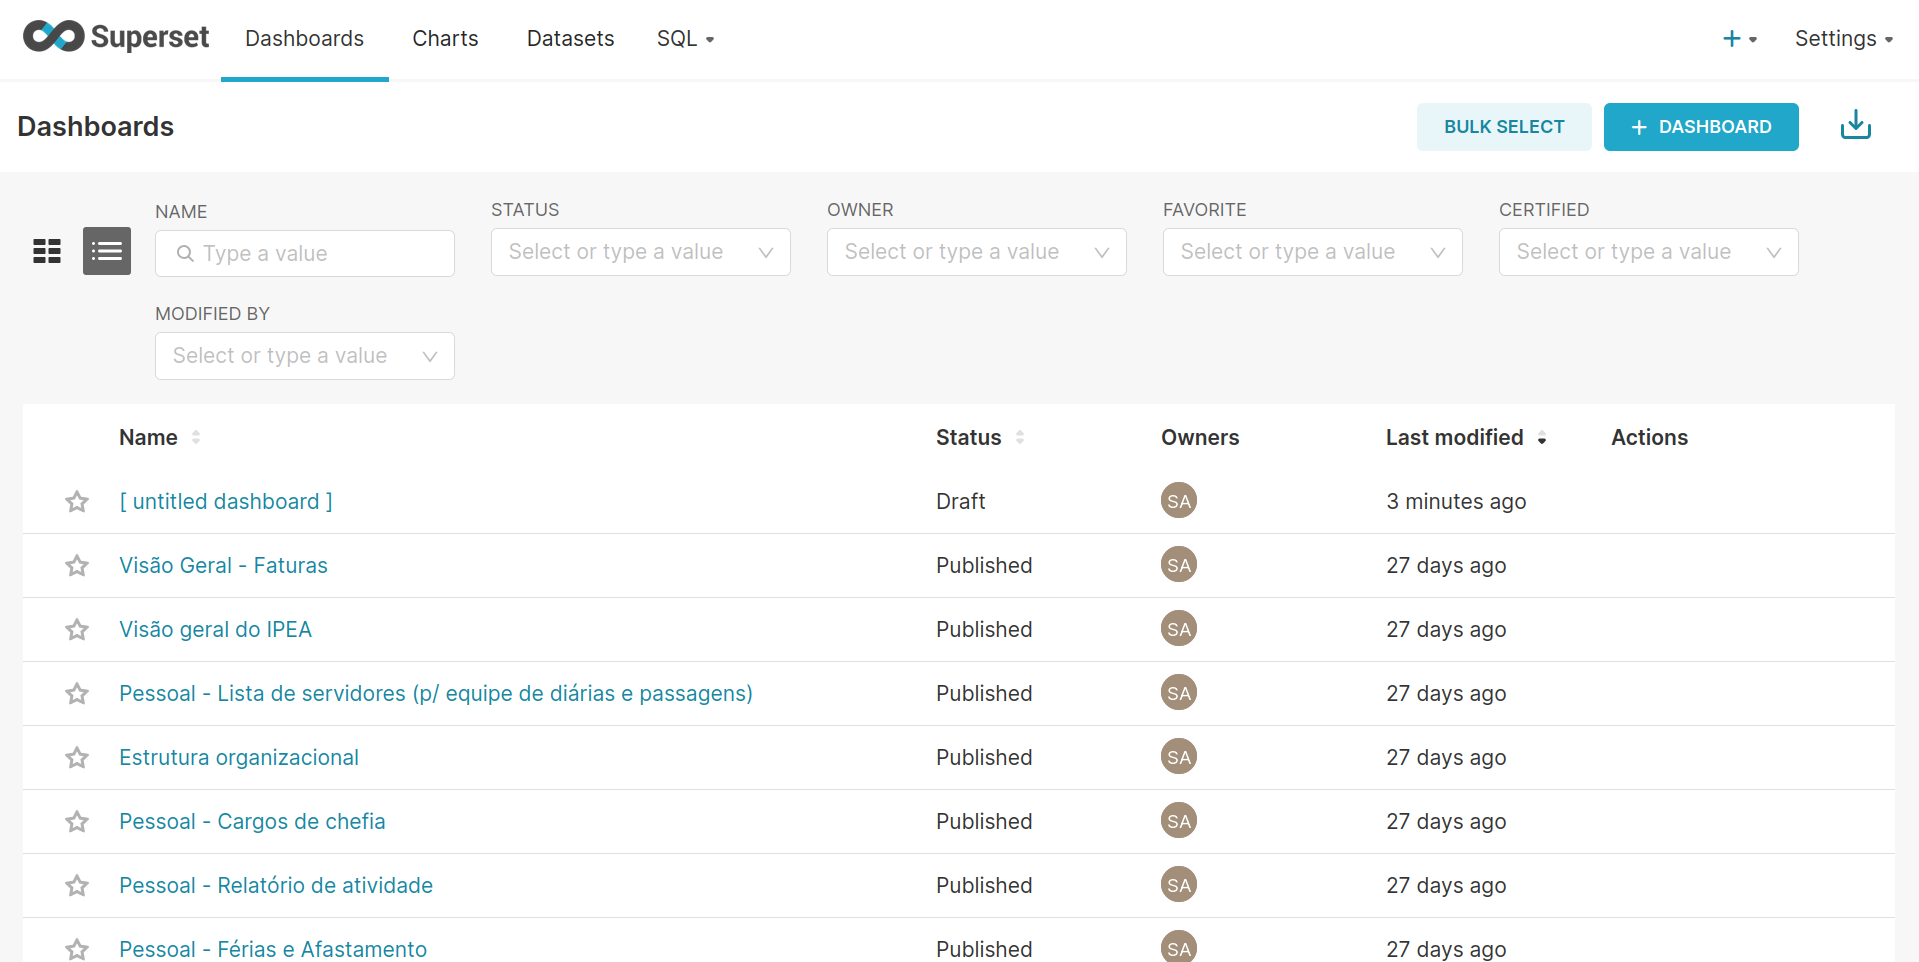 Superset Dashboards Charts Datasets SQL + Settings
Dashboards BULK SELECT + DASHBOARD
NAME STATUS OWNER FAVORITE CERTIFIED
Type a value Select or type a value Select or type a value Select or type a value Select or type a value
MODIFIED BY
Select or type a value
Name Status Owners Last modified Actions
[ untitled dashboard ] Draft SA 3 minutes ago
Visão Geral - Faturas Published SA 27 days ago
Visão geral do IPEA Published SA 27 days ago
Pessoal - Lista de servidores (p/ equipe de diárias e passagens) Published SA 27 days ago
Estrutura organizacional Published SA 27 days ago
Pessoal - Cargos de chefia Published SA 27 days ago
Pessoal - Relatório de atividade Published SA 27 days ago
Pessoal - Férias e Afastamento Published SA 27 days ago